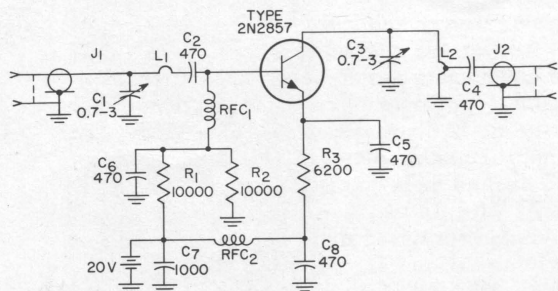 TYPE
2N2857
J1
L1
C2
470
C1
0.7-3
RFC1
C3
0.7-3
L2
C4
470
J2
C5
470
C6
470
R1
10000
R2
10000
R3
6200
20V
C7
1000
RFC2
C8
470